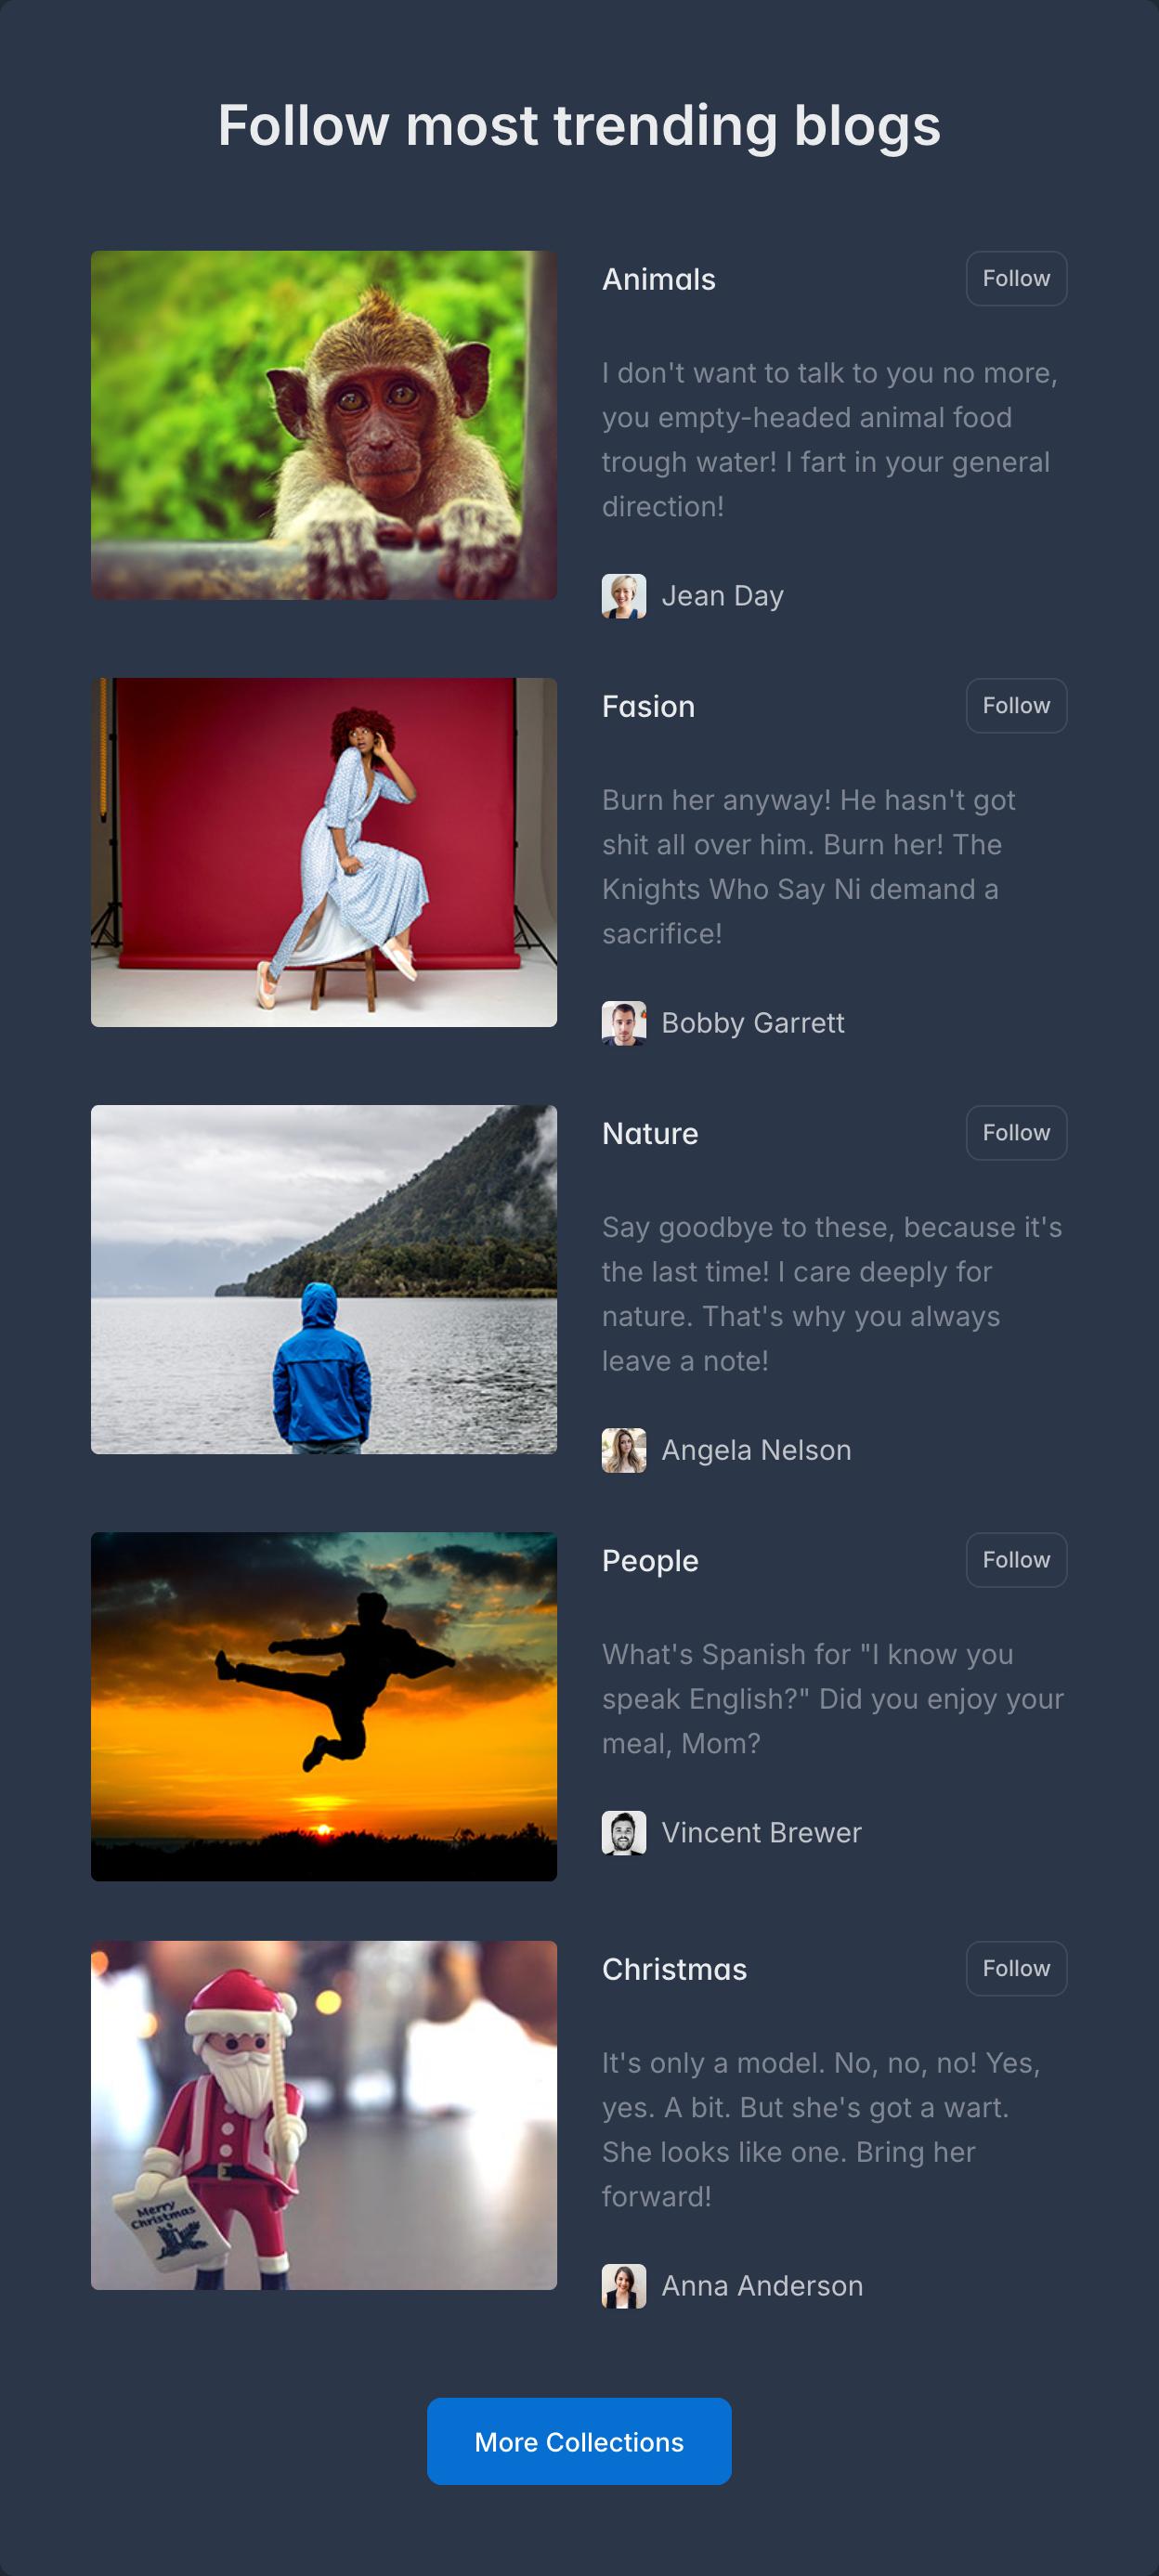 Follow most trending blogs
Animals
Follow
I don't want to talk to you no more,
you empty-headed animal food
trough water! I fart in your general
direction!
Jean Day
Fasion
Follow
Burn her anyway! He hasn't got
shit all over him. Burn her! The
Knights Who Say Ni demand a
sacrifice!
Bobby Garrett
Nature
Follow
Say goodbye to these, because it's
the last time! I care deeply for
nature. That's why you always
leave a note!
Angela Nelson
People
Follow
What's Spanish for "I know you
speak English?" Did you enjoy your
meal, Mom?
Vincent Brewer
Christmas
Follow
Merry
Christmas
It's only a model. No, no, no! Yes,
yes. A bit. But she's got a wart.
She looks like one. Bring her
forward!
Anna Anderson
More Collections